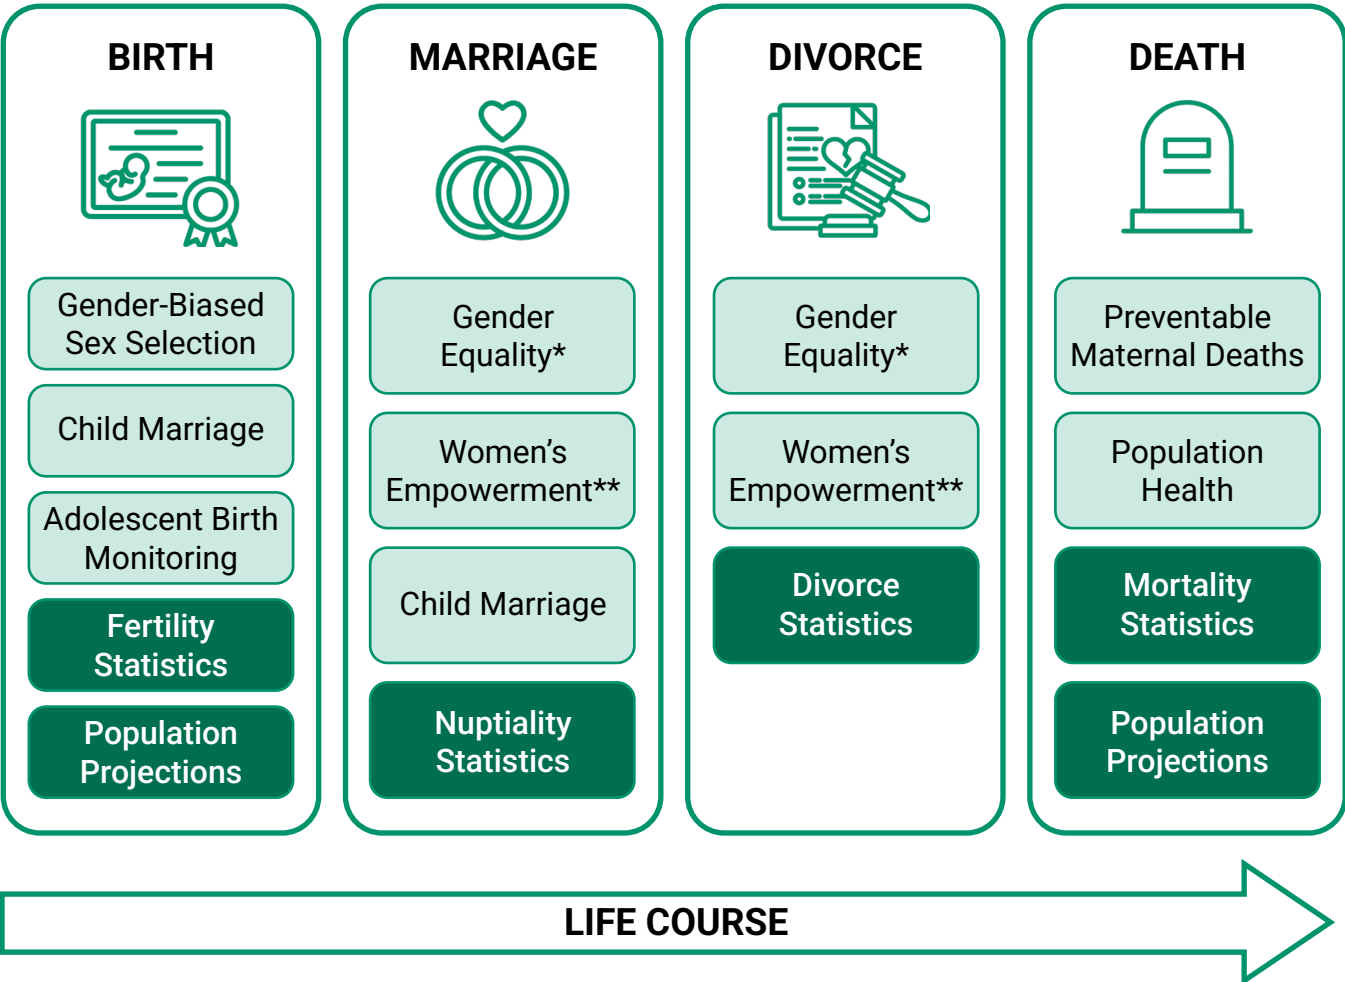 BIRTH
Gender-Biased
Sex Selection
Child Marriage
Adolescent Birth
Monitoring
Fertility
Statistics
Population
Projections
MARRIAGE
Gender
Equality*
Women’s
Empowerment**
Child Marriage
Nuptiality
Statistics
DIVORCE
Gender
Equality*
Women’s
Empowerment**
Divorce
Statistics
DEATH
Preventable
Maternal Deaths
Population
Health
Mortality
Statistics
Population
Projections
LIFE COURSE